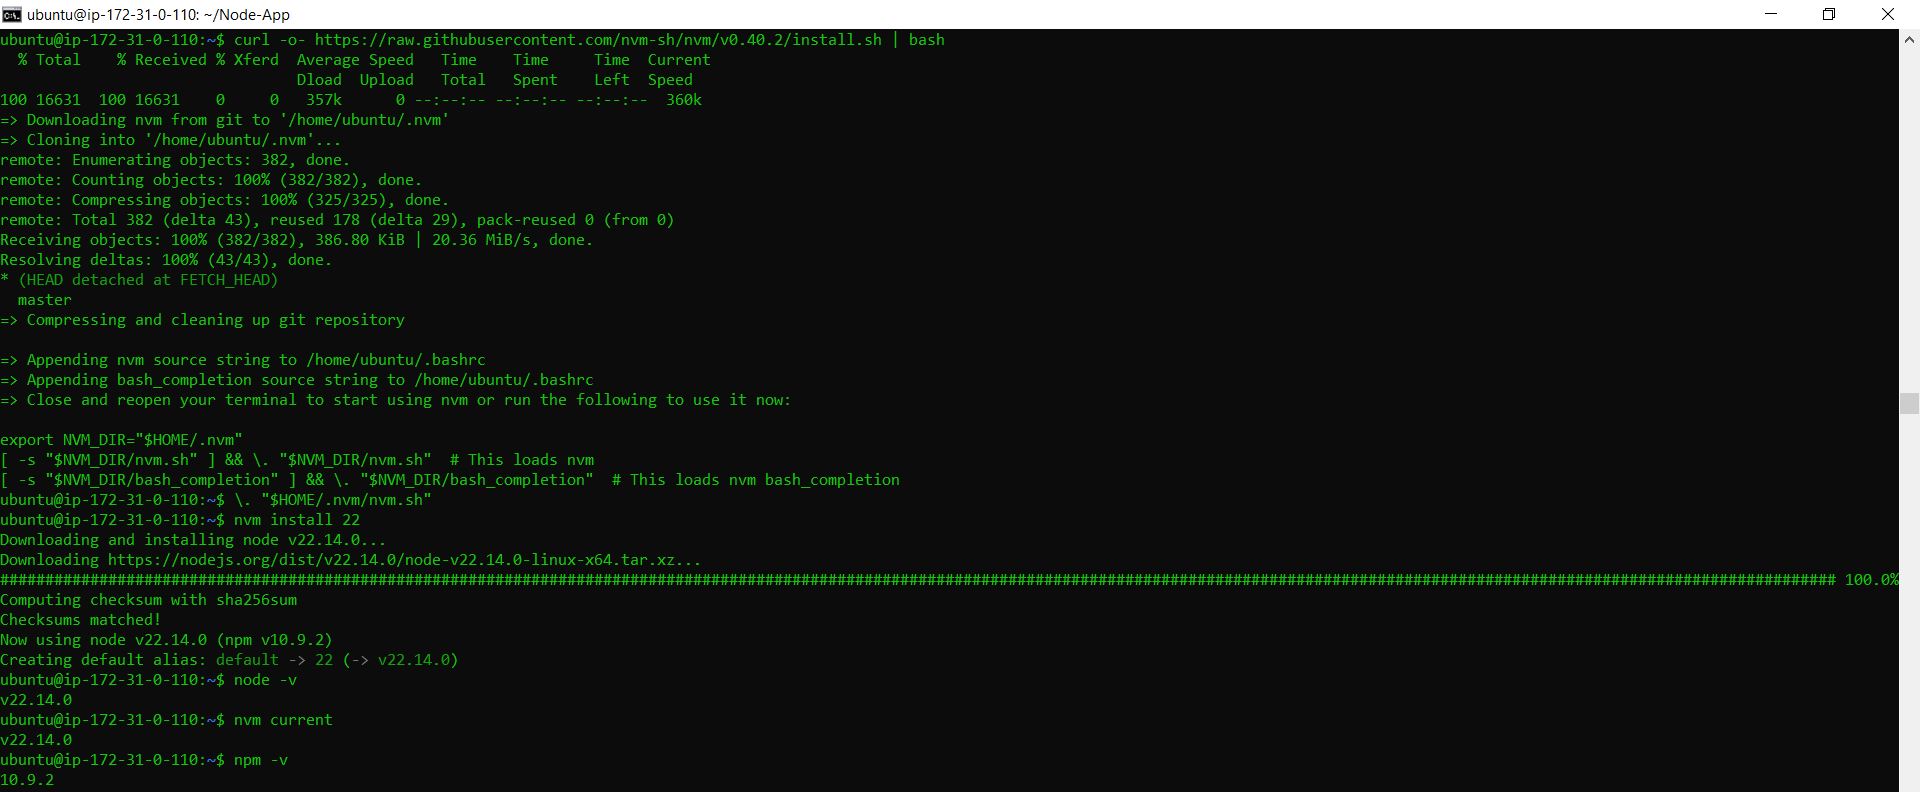 ubuntu@ip-172-31-0-110: ~/Node-App
ubuntu@ip-172-31-0-110:~$ curl -o- https://raw.githubusercontent.com/nvm-sh/nvm/v0.40.2/install.sh | bash
  % Total    % Received % Xferd  Average Speed   Time    Time     Time  Current
                                 Dload  Upload   Total   Spent    Left  Speed
100 16631  100 16631    0     0   357k      0 --:--:-- --:--:-- --:--:--  360k
=> Downloading nvm from git to '/home/ubuntu/.nvm'
=> Cloning into '/home/ubuntu/.nvm'...
remote: Enumerating objects: 382, done.
remote: Counting objects: 100% (382/382), done.
remote: Compressing objects: 100% (325/325), done.
remote: Total 382 (delta 43), reused 178 (delta 29), pack-reused 0 (from 0)
Receiving objects: 100% (382/382), 386.80 KiB | 20.36 MiB/s, done.
Resolving deltas: 100% (43/43), done.
* (HEAD detached at FETCH_HEAD)
  master
=> Compressing and cleaning up git repository

=> Appending nvm source string to /home/ubuntu/.bashrc
=> Appending bash_completion source string to /home/ubuntu/.bashrc
=> Close and reopen your terminal to start using nvm or run the following to use it now:

export NVM_DIR="$HOME/.nvm"
[ -s "$NVM_DIR/nvm.sh" ] && \. "$NVM_DIR/nvm.sh"  # This loads nvm
[ -s "$NVM_DIR/bash_completion" ] && \. "$NVM_DIR/bash_completion"  # This loads nvm bash_completion
ubuntu@ip-172-31-0-110:~$ \. "$HOME/.nvm/nvm.sh"
ubuntu@ip-172-31-0-110:~$ nvm install 22
Downloading and installing node v22.14.0...
Downloading https://nodejs.org/dist/v22.14.0/node-v22.14.0-linux-x64.tar.xz...
############################################################################################################################################################################################################ 100.0%
Computing checksum with sha256sum
Checksums matched!
Now using node v22.14.0 (npm v10.9.2)
Creating default alias: default -> 22 (-> v22.14.0)
ubuntu@ip-172-31-0-110:~$ node -v
v22.14.0
ubuntu@ip-172-31-0-110:~$ nvm current
v22.14.0
ubuntu@ip-172-31-0-110:~$ npm -v
10.9.2